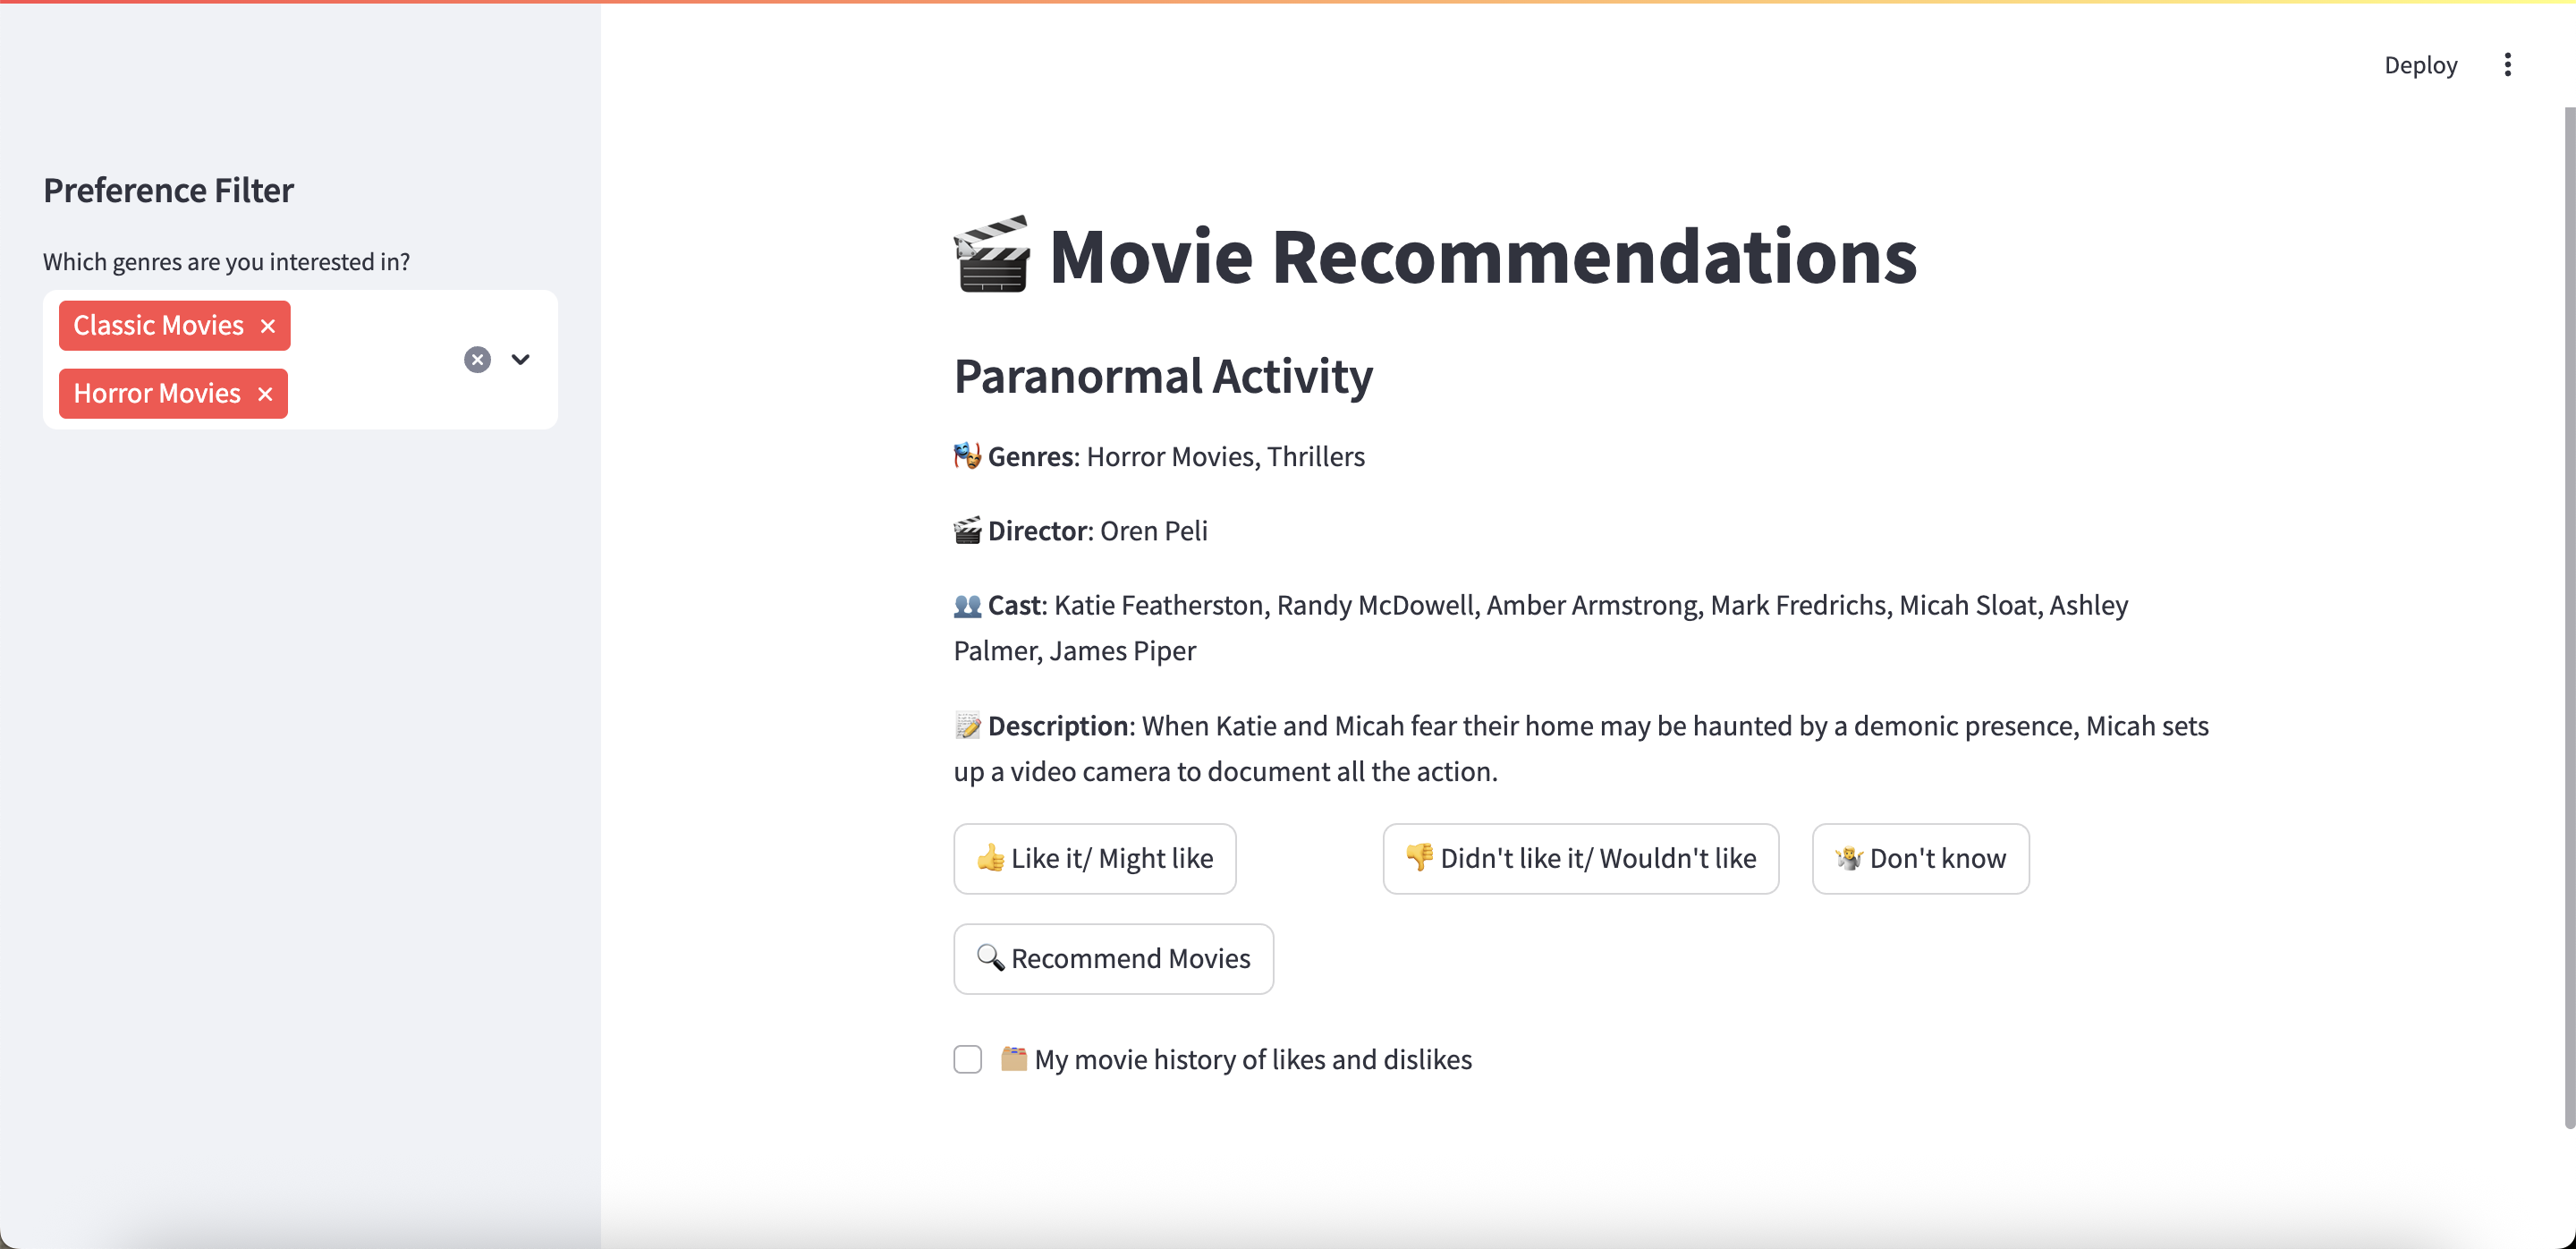 Deploy
Preference Filter
Which genres are you interested in?
Classic Movies
Horror Movies
Movie Recommendations
Paranormal Activity
Genres: Horror Movies, Thrillers
Director: Oren Peli
Cast: Katie Featherston, Randy McDowell, Amber Armstrong, Mark Fredrichs, Micah Sloat, Ashley
Palmer, James Piper
Description: When Katie and Micah fear their home may be haunted by a demonic presence, Micah sets
up a video camera to document all the action.
Like it/ Might like
Didn't like it/ Wouldn't like
Don't know
Recommend Movies
My movie history of likes and dislikes